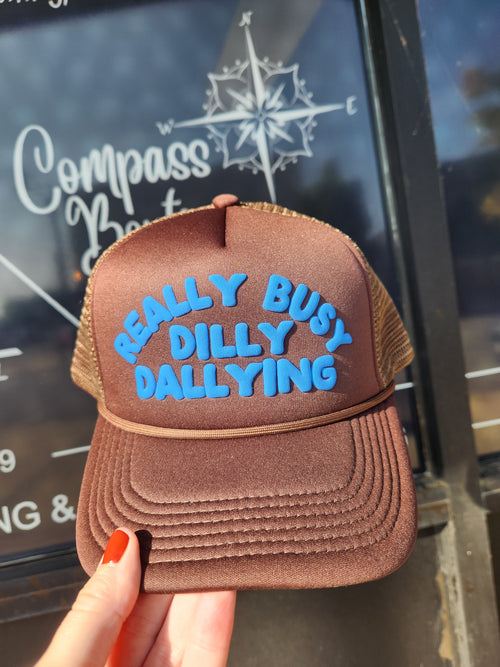 N
W E
Compass
REALLY BUSY
DILLY
DALLYING
9
NG &